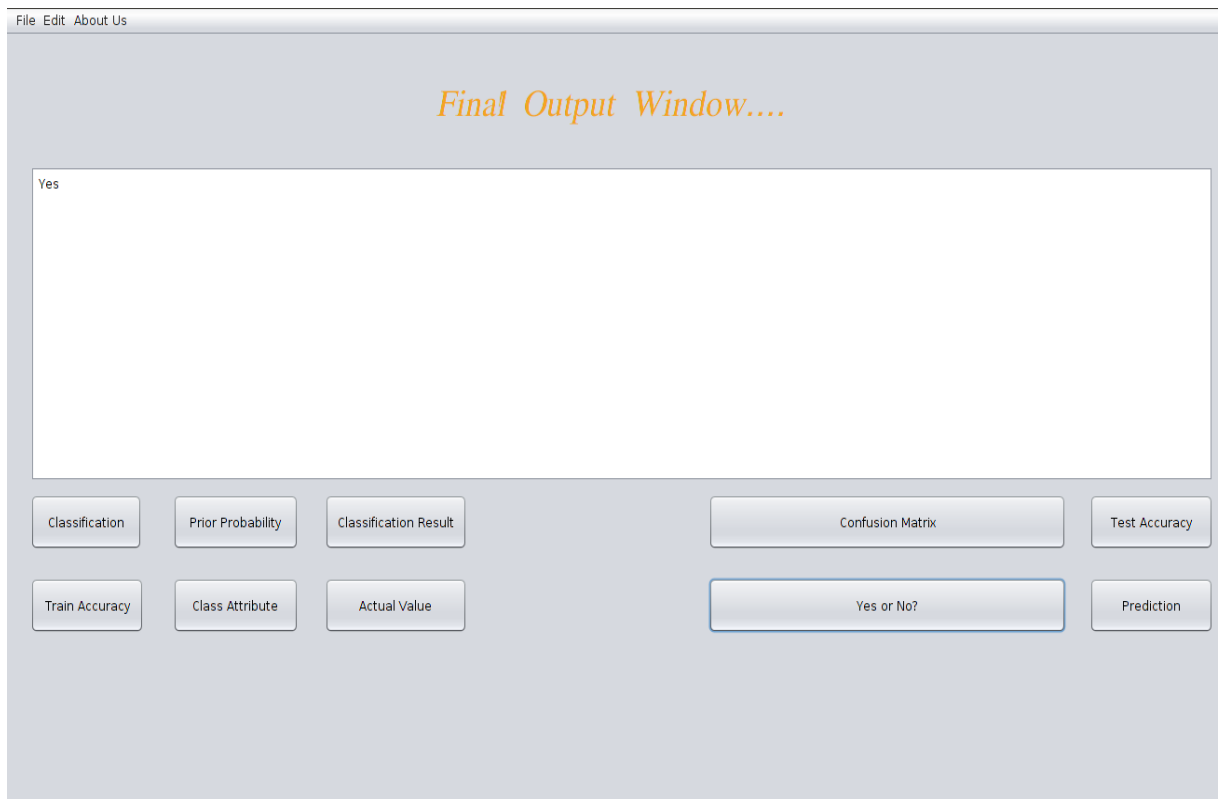 File Edit About Us
Final Output Window....
Yes
Classification Prior Probability Classification Result Confusion Matrix Test Accuracy
Train Accuracy Class Attribute Actual Value Yes or No? Prediction